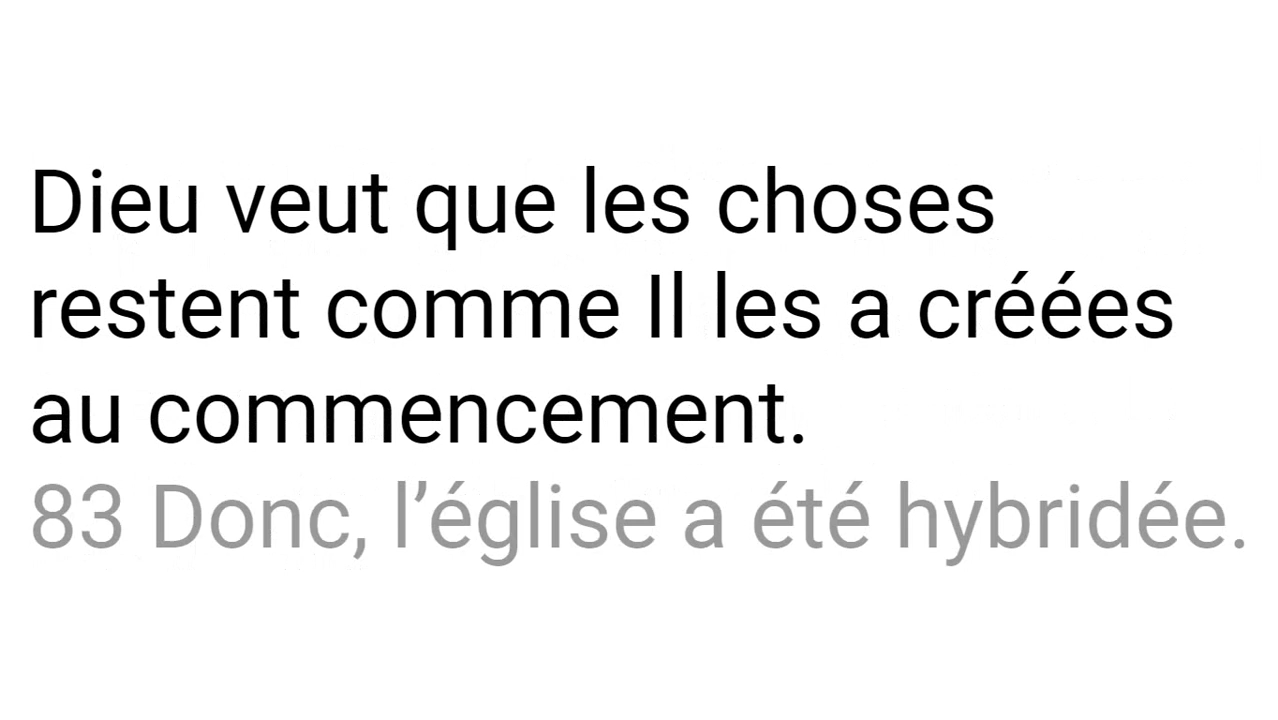 Dieu veut que les choses
restent comme Il les a créées
au commencement.
83 Donc, l’église a été hybridée.